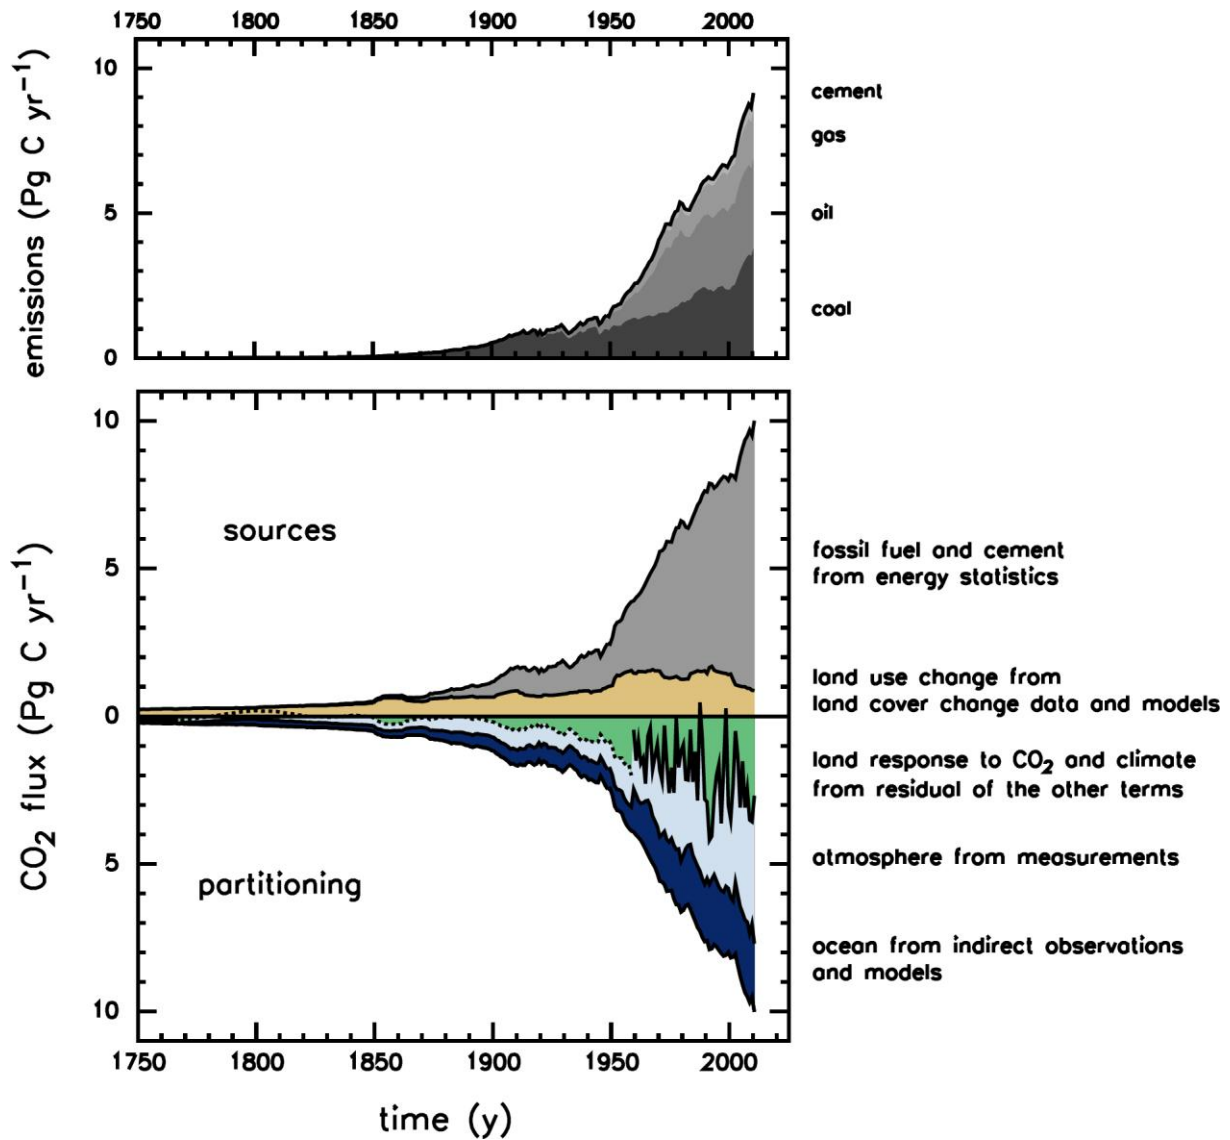 1750 1800 1850 1900 1950 2000
10
5
0
emissions (Pg C yr⁻¹)
cement
gas
oil
coal
10
5
0
5
10
CO₂ flux (Pg C yr⁻¹)
sources
partitioning
fossil fuel and cement
from energy statistics
land use change from
land cover change data and models
land response to CO₂ and climate
from residual of the other terms
atmosphere from measurements
ocean from indirect observations
and models
1750 1800 1850 1900 1950 2000
time (y)